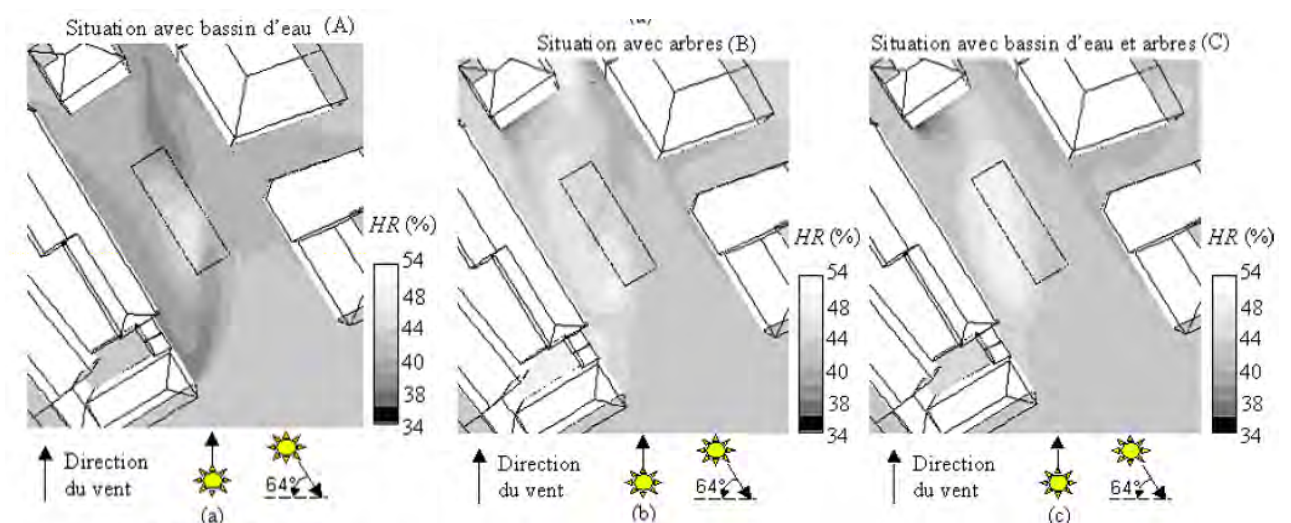 Situation avec bassin d'eau (A)
HR (%)
54
48
44
40
38
34
Direction
du vent
64°
(a)
(a)
Situation avec arbres (B)
HR (%)
54
48
44
40
38
34
Direction
du vent
64°
(b)
Situation avec bassin d'eau et arbres (C)
HR (%)
54
48
44
40
38
34
Direction
du vent
64°
(c)